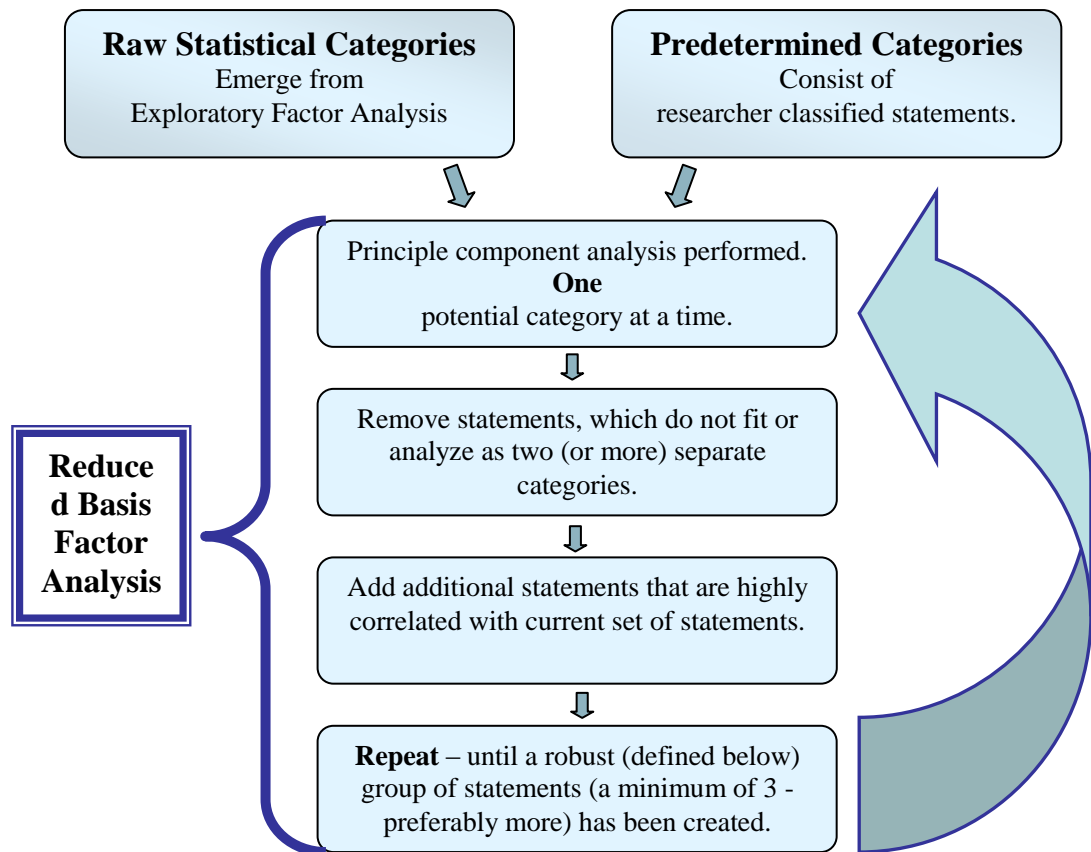 Raw Statistical Categories
Emerge from
Exploratory Factor Analysis
Predetermined Categories
Consist of
researcher classified statements.
Principle component analysis performed.
One
potential category at a time.
Remove statements, which do not fit or
analyze as two (or more) separate
categories.
Reduce
d Basis
Factor
Analysis
Add additional statements that are highly
correlated with current set of statements.
Repeat – until a robust (defined below)
group of statements (a minimum of 3 -
preferably more) has been created.